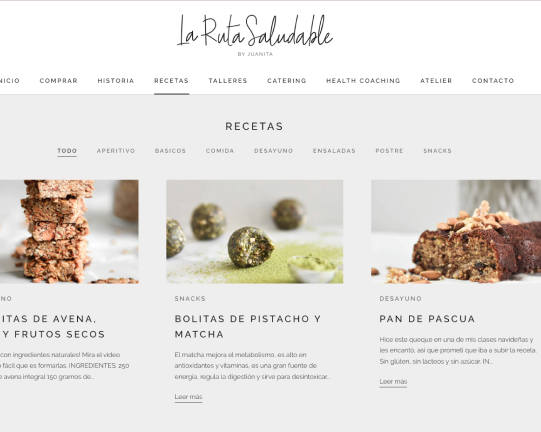 La Ruta Saludable
BY JUANITA
NICIO COMPRAR HISTORIA RECETAS TALLERES CATERING HEALTH COACHING ATELIER CONTACTO
RECETAS
TODO APERITIVO BASICOS COMIDA DESAYUNO ENSALADAS POSTRE SNACKS
NO
ITAS DE AVENA,
Y FRUTOS SECOS
con ingredientes naturales! Mira el video
fácil que es formarlas. INGREDIENTES: 250
avena integral 150 gramos de...
SNACKS
BOLITAS DE PISTACHO Y
MATCHA
El matcha mejora el metabolismo, es alto en
antioxidantes y vitaminas, es una gran fuente de
energía, regula la digestión y sirve para desintoxicar...
Leer más
DESAYUNO
PAN DE PASCUA
Hice este queque en una de mis clases navideñas y
les encantó, así que prometí que iba a subir la receta.
Sin glúten, sin lacteos y sin azúcar. IN...
Leer más